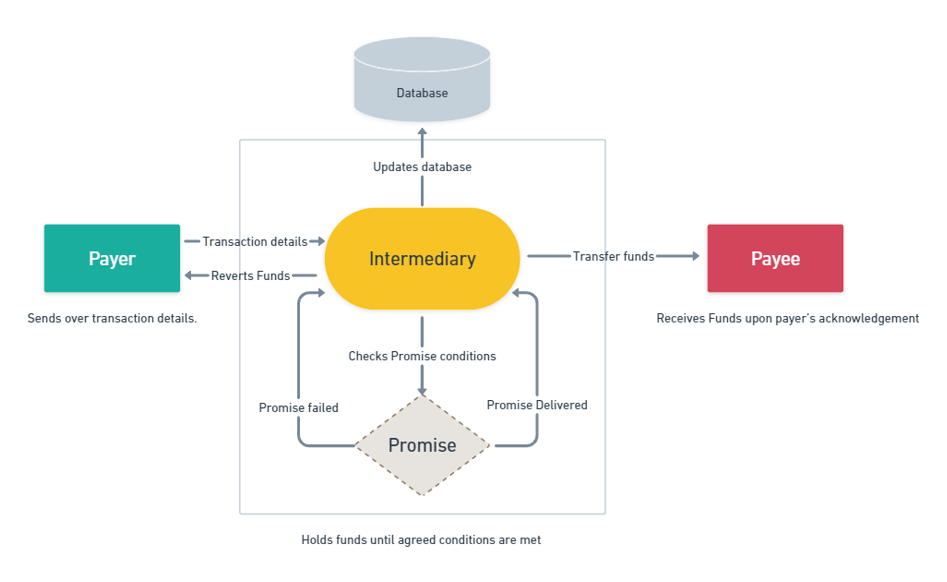 Database
Updates database
Payer
Transaction details
Reverts Funds
Intermediary
Transfer funds
Payee
Sends over transaction details.
Receives Funds upon payer's acknowledgement
Checks Promise conditions
Promise failed
Promise Delivered
Promise
Holds funds until agreed conditions are met